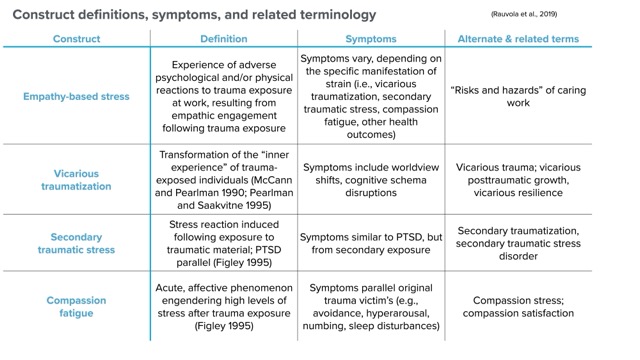 Construct definitions, symptoms, and related terminology
(Rauvola et al., 2019)
Construct
Definition
Symptoms
Alternate & related terms
Empathy-based stress
Experience of adverse
psychological and/or physical
reactions to trauma exposure
at work, resulting from
empathic engagement
following trauma exposure
Symptoms vary, depending on
the specific manifestation of
strain (i.e., vicarious
traumatization, secondary
traumatic stress, compassion
fatigue, other health
outcomes)
“Risks and hazards” of caring
work
Vicarious
traumatization
Transformation of the “inner
experience” of trauma-
exposed individuals (McCann
and Pearlman 1990; Pearlman
and Saakvitne 1995)
Symptoms include worldview
shifts, cognitive schema
disruptions
Vicarious trauma; vicarious
posttraumatic growth,
vicarious resilience
Secondary
traumatic stress
Stress reaction induced
following exposure to
traumatic material; PTSD
parallel (Figley 1995)
Symptoms similar to PTSD, but
from secondary exposure
Secondary traumatization,
secondary traumatic stress
disorder
Compassion
fatigue
Acute, affective phenomenon
engendering high levels of
stress after trauma exposure
(Figley 1995)
Symptoms parallel original
trauma victim’s (e.g.,
avoidance, hyperarousal,
numbing, sleep disturbances)
Compassion stress;
compassion satisfaction